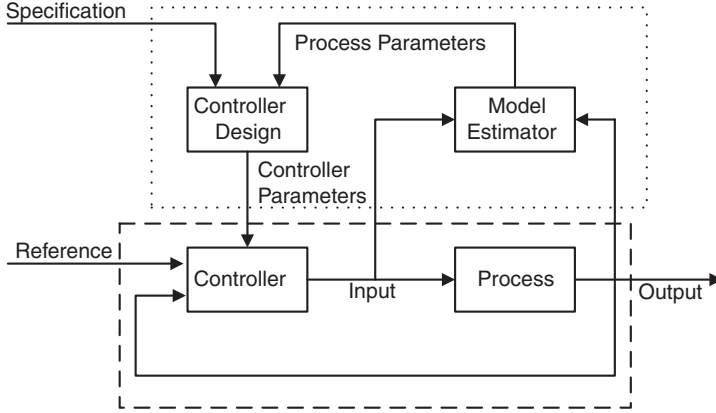 Specification
Process Parameters
Controller
Design
Model
Estimator
Controller
Parameters
Reference
Controller
Input
Process
Output